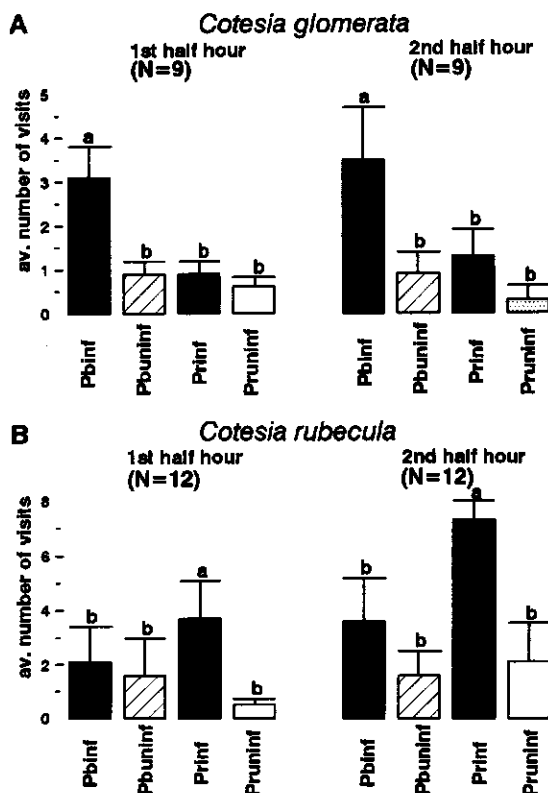 A Cotesia glomerata
1st half hour 2nd half hour
(N=9) (N=9)
av. number of visits
5
4
3
2
1
0
a b b b a b b b
Pbinf Pbuninf Prinf Pruninf Pbinf Pbuninf Prinf Pruninf
B Cotesia rubecula
1st half hour 2nd half hour
(N=12) (N=12)
av. number of visits
8
6
4
2
0
b b a b b b a b
Pbinf Pbuninf Prinf Pruninf Pbinf Pbuninf Prinf Pruninf